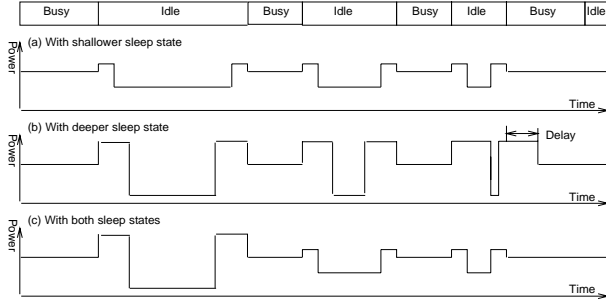 Busy Idle Busy Idle Busy Idle Busy Idle
(a) With shallower sleep state
Power
Time
(b) With deeper sleep state
Delay
Power
Time
(c) With both sleep states
Power
Time